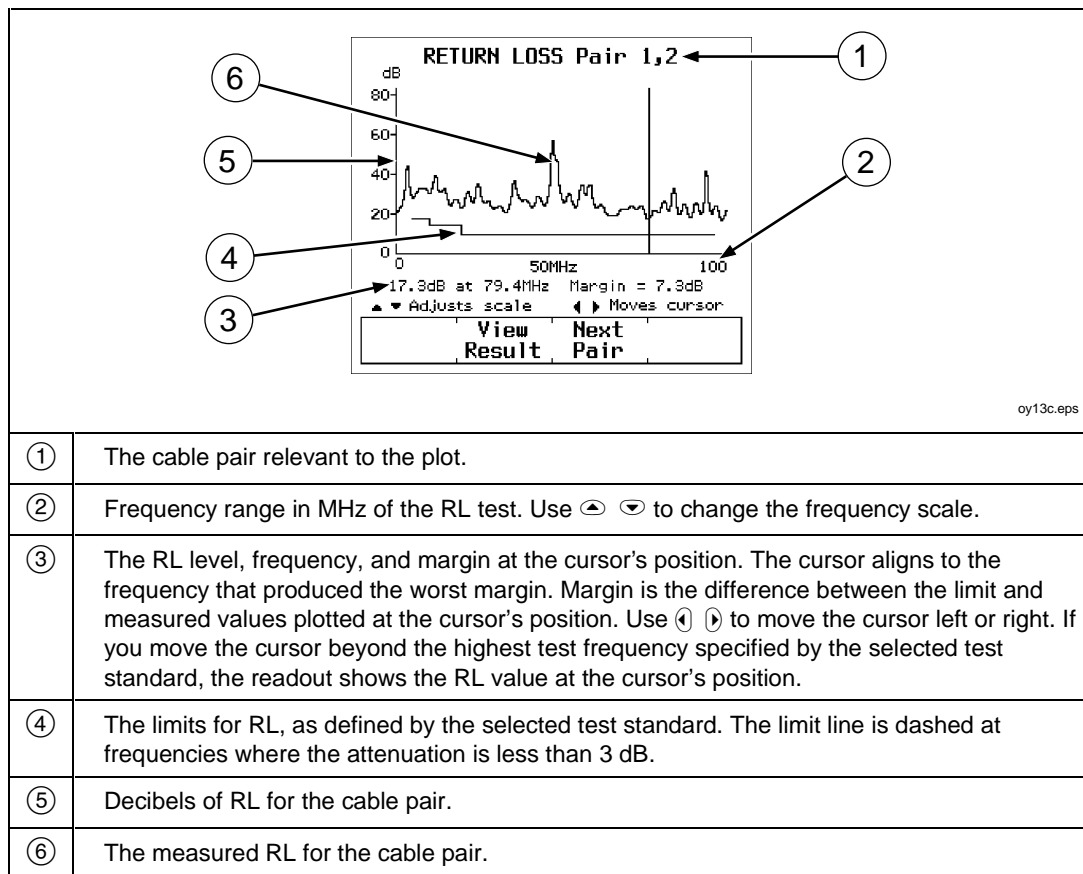 RETURN LOSS Pair 1,2
dB
80
60
40
20
0
0 50MHz 100
17.3dB at 79.4MHz Margin = 7.3dB
▲ ▼ Adjusts scale ◀ ▶ Moves cursor
View Result
Next Pair
1
2
3
4
5
6
oy13c.eps
① The cable pair relevant to the plot.
② Frequency range in MHz of the RL test. Use ▲ ▼ to change the frequency scale.
③ The RL level, frequency, and margin at the cursor's position. The cursor aligns to the
frequency that produced the worst margin. Margin is the difference between the limit and
measured values plotted at the cursor's position. Use ◀ ▶ to move the cursor left or right. If
you move the cursor beyond the highest test frequency specified by the selected test
standard, the readout shows the RL value at the cursor's position.
④ The limits for RL, as defined by the selected test standard. The limit line is dashed at
frequencies where the attenuation is less than 3 dB.
⑤ Decibels of RL for the cable pair.
⑥ The measured RL for the cable pair.